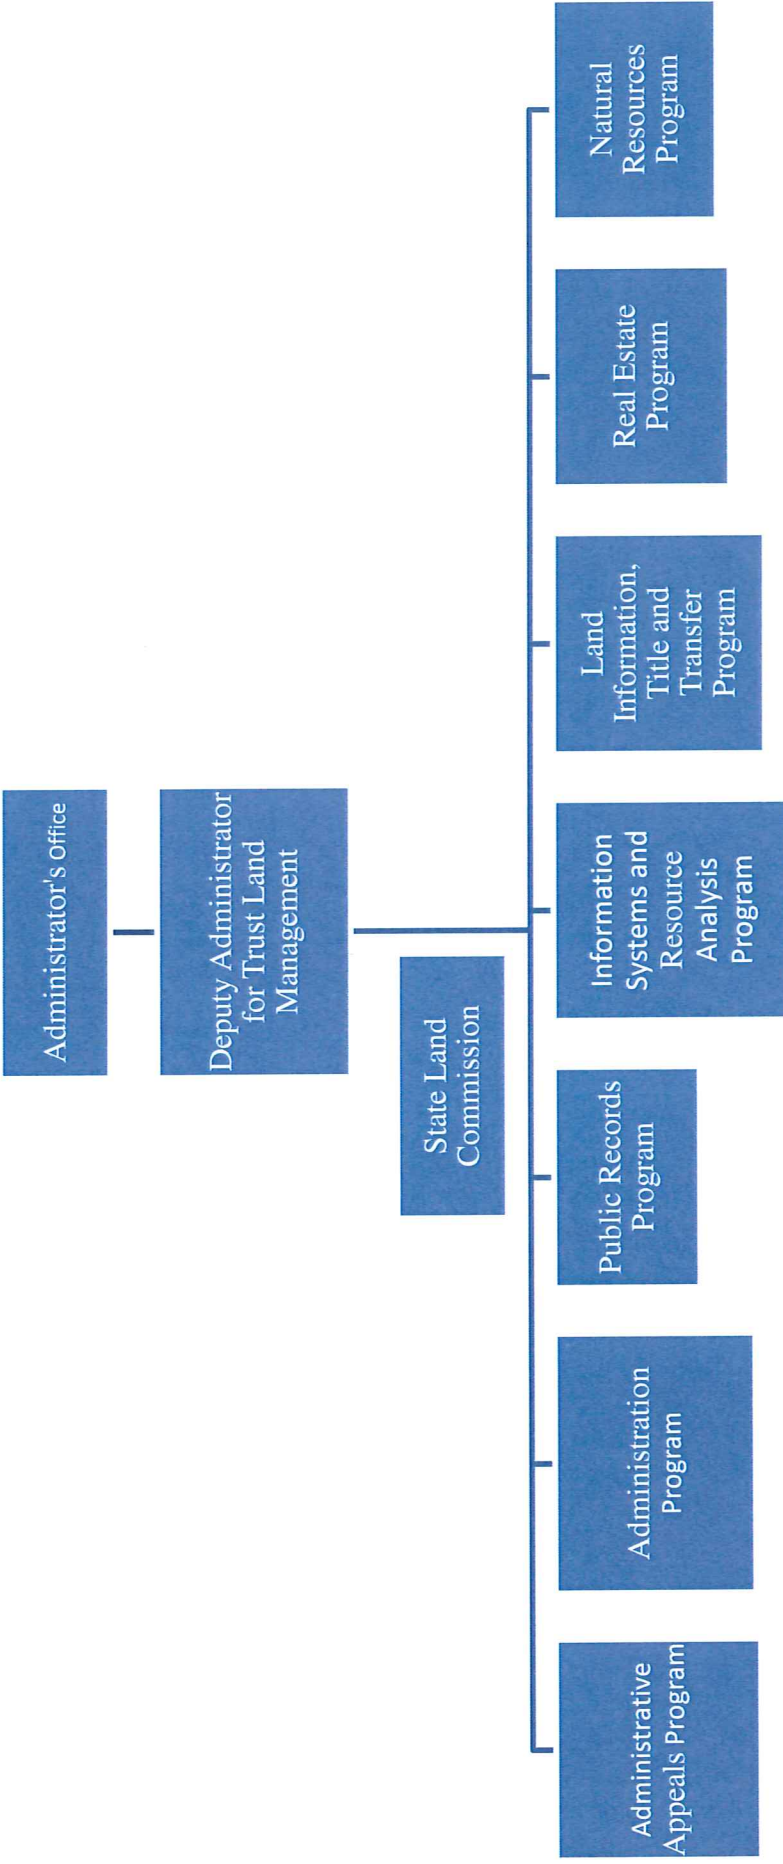 Administrator's Office
Deputy Administrator
for Trust Land
Management
State Land
Commission
Administrative
Appeals Program
Administration
Program
Public Records
Program
Information
Systems and
Resource
Analysis
Program
Land
Information,
Title and
Transfer
Program
Real Estate
Program
Natural
Resources
Program